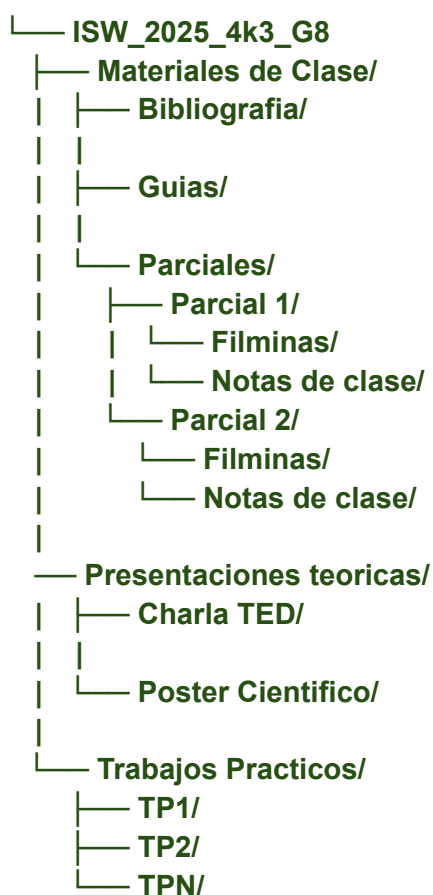 └── ISW_2025_4k3_G8
├── Materiales de Clase/
│ ├── Bibliografia/
│ │
│ ├── Guias/
│ │
│ └── Parciales/
│ ├── Parcial 1/
│ │ └── Filminas/
│ │ └── Notas de clase/
│ └── Parcial 2/
│ └── Filminas/
│ └── Notas de clase/
│
── Presentaciones teoricas/
│ ├── Charla TED/
│ │
│ └── Poster Cientifico/
│
└── Trabajos Practicos/
├── TP1/
├── TP2/
└── TPN/